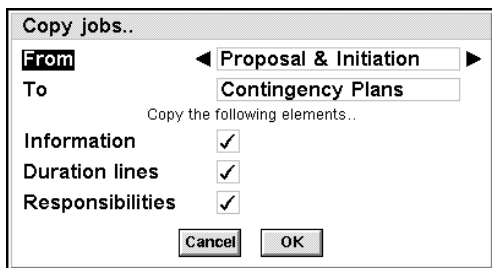 Copy jobs..
From Proposal & Initiation
To Contingency Plans
Copy the following elements..
Information
Duration lines
Responsibilities
Cancel OK